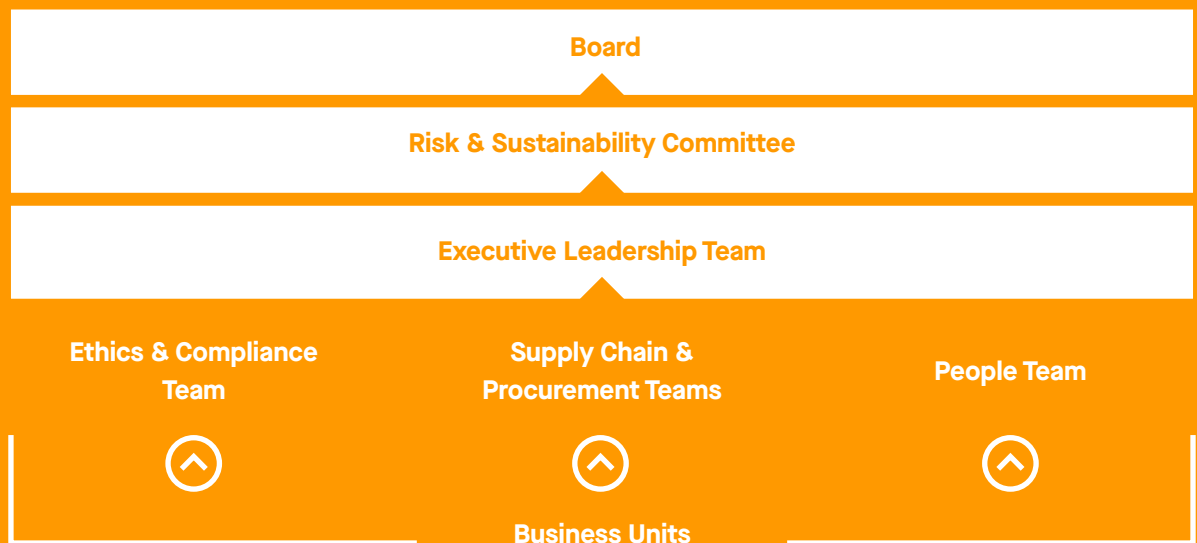 Board
Risk & Sustainability Committee
Executive Leadership Team
Ethics & Compliance
Team
Supply Chain &
Procurement Teams
People Team
Business Units